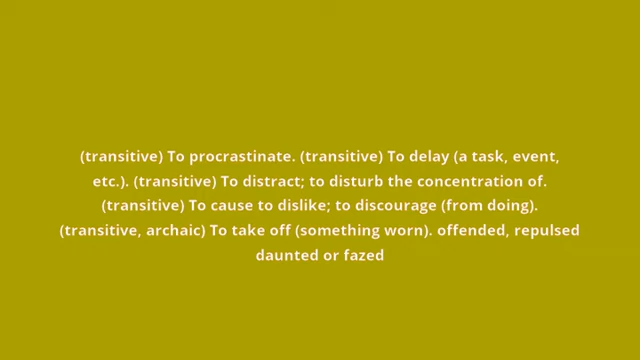 (transitive) To procrastinate. (transitive) To delay (a task, event,
etc.). (transitive) To distract; to disturb the concentration of.
(transitive) To cause to dislike; to discourage (from doing).
(transitive, archaic) To take off (something worn). offended, repulsed
daunted or fazed